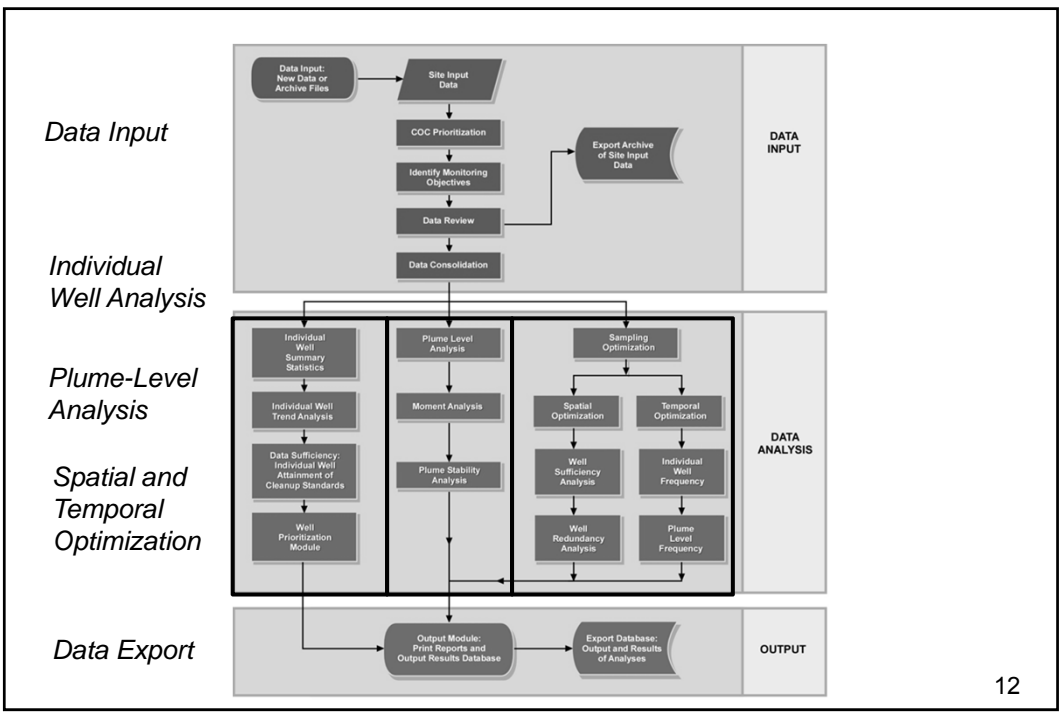 Data Input
Individual
Well Analysis
Plume-Level
Analysis
Spatial and
Temporal
Optimization
Data Export
Data Input:
New Data or
Archive Files
Site Input
Data
COC Prioritization
Identify Monitoring
Objectives
Data Review
Data Consolidation
Export Archive
of Site Input
Data
DATA
INPUT
Individual
Well
Summary
Statistics
Individual Well
Trend Analysis
Data Sufficiency:
Individual Well
Attainment of
Cleanup Standards
Well
Prioritization
Module
Plume Level
Analysis
Moment Analysis
Plume Stability
Analysis
Sampling
Optimization
Spatial
Optimization
Temporal
Optimization
Well
Sufficiency
Analysis
Individual
Well
Frequency
Well
Redundancy
Analysis
Plume
Level
Frequency
DATA
ANALYSIS
Output Module:
Print Reports and
Output Results Database
Export Database:
Output and Results
of Analyses
OUTPUT
12